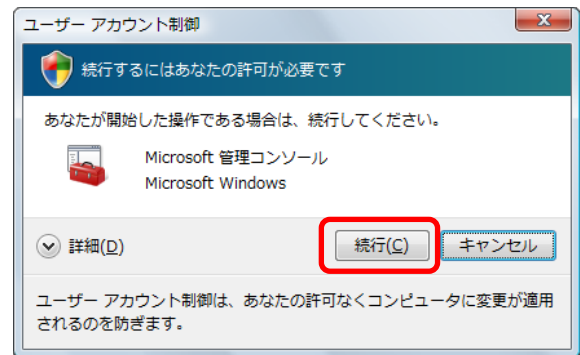 ユーザー アカウント制御
続行するにはあなたの許可が必要です
あなたが開始した操作である場合は、続行してください。
Microsoft 管理コンソール
Microsoft Windows
詳細(D)
続行(C)
キャンセル
ユーザー アカウント制御は、あなたの許可なくコンピュータに変更が適用
されるのを防ぎます。